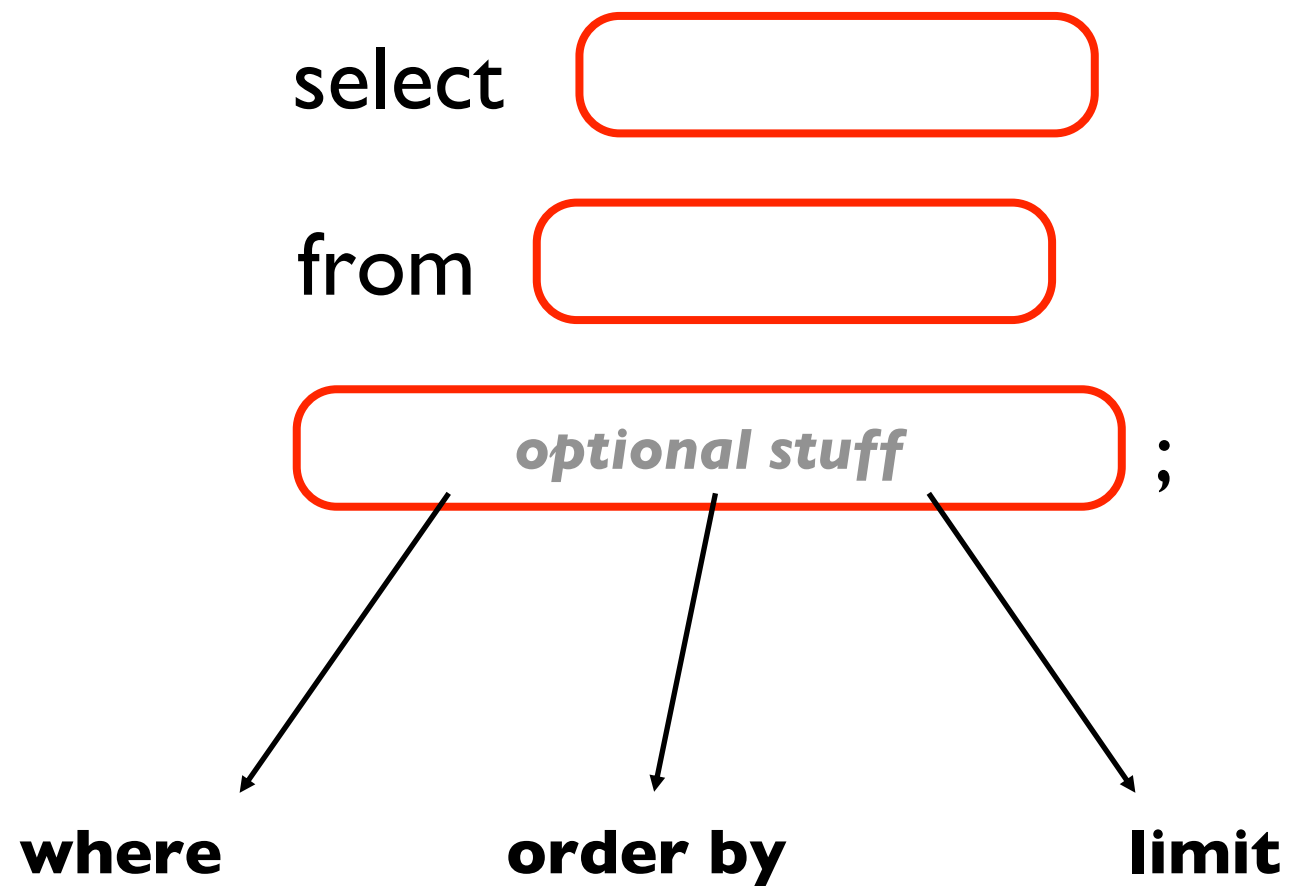 select
from
optional stuff ;
where order by limit